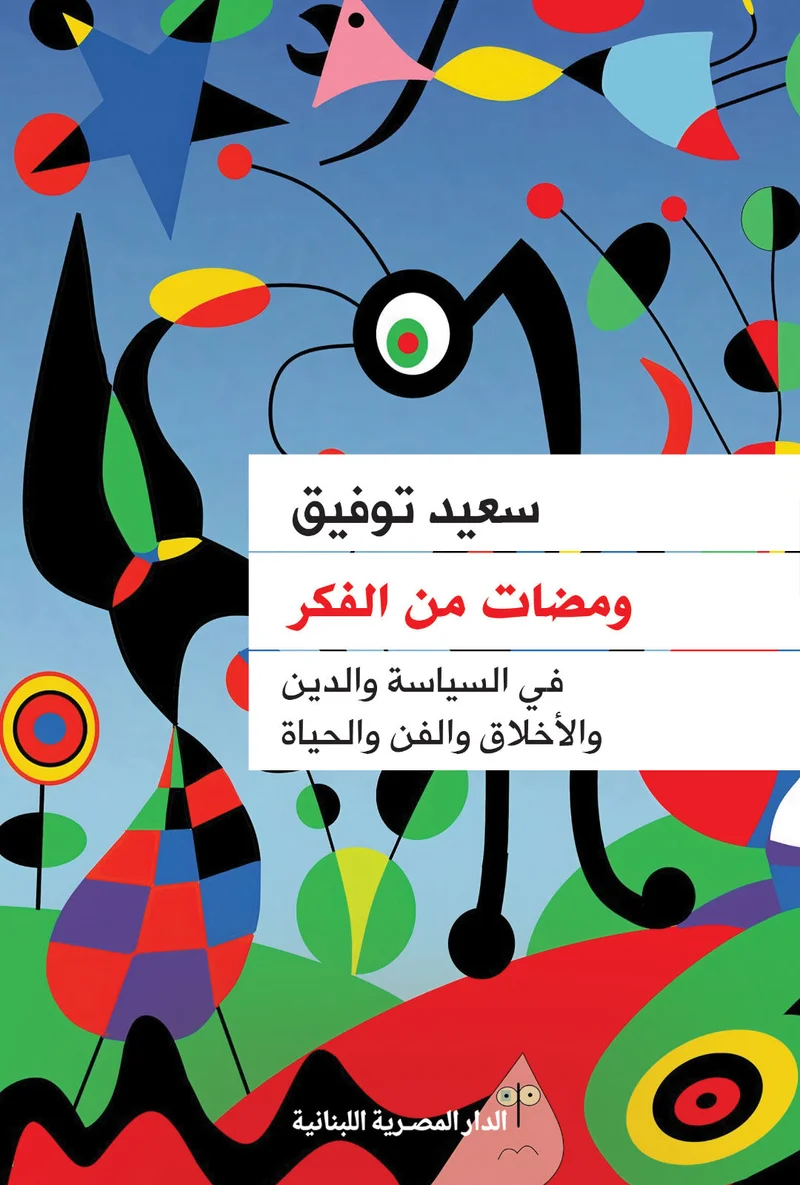 سعيد توفيق
ومضات من الفكر
في السياسة والدين
والأخلاق والفن والحياة
الدار المصرية اللبنانية